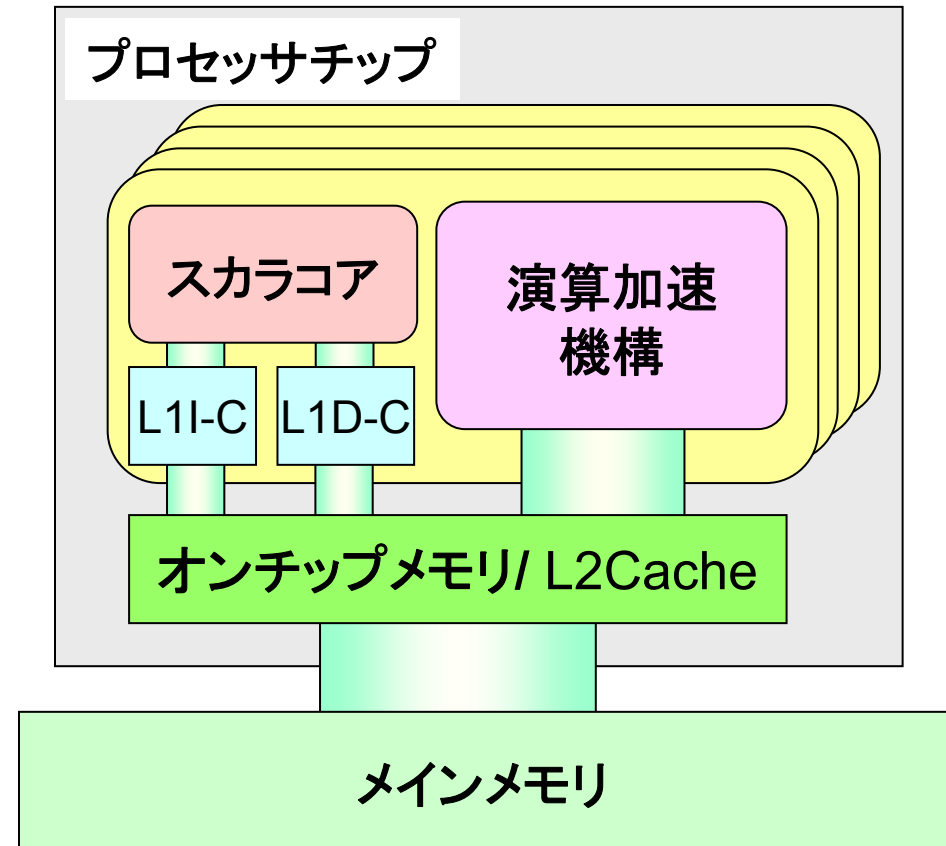 プロセッサチップ
スカラコア
演算加速
機構
L1I-C
L1D-C
オンチップメモリ/ L2Cache
メインメモリ